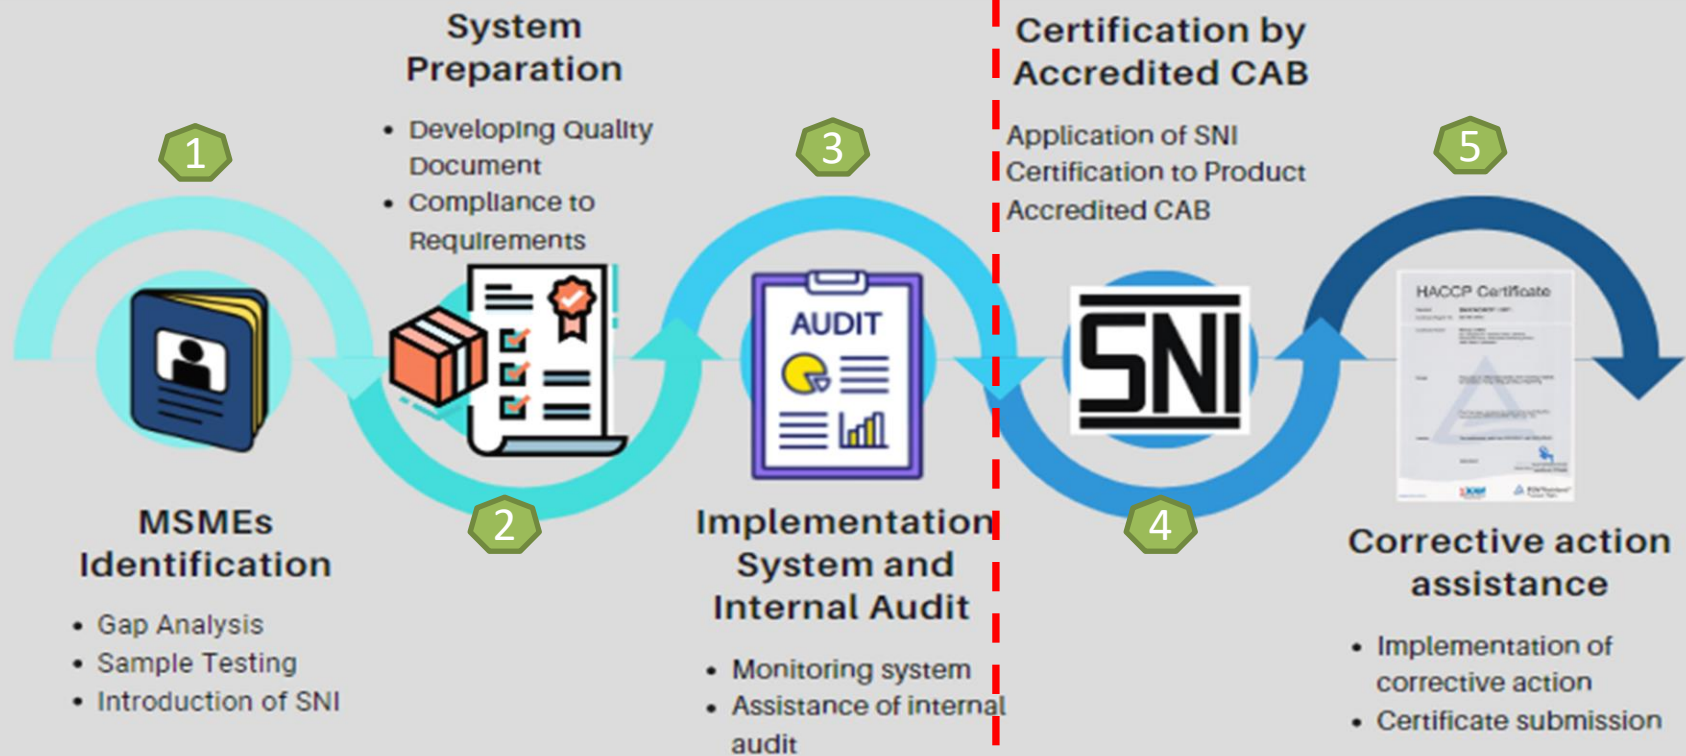 1
MSMEs
Identification
• Gap Analysis
• Sample Testing
• Introduction of SNI
System
Preparation
• Developing Quality
Document
• Compliance to
Requirements
2
3
AUDIT
Implementation
System and
Internal Audit
• Monitoring system
• Assistance of internal
audit
Certification by
Accredited CAB
Application of SNI
Certification to Product
Accredited CAB
SNI
4
5
HACCP Certificate
Corrective action
assistance
• Implementation of
corrective action
• Certificate submission